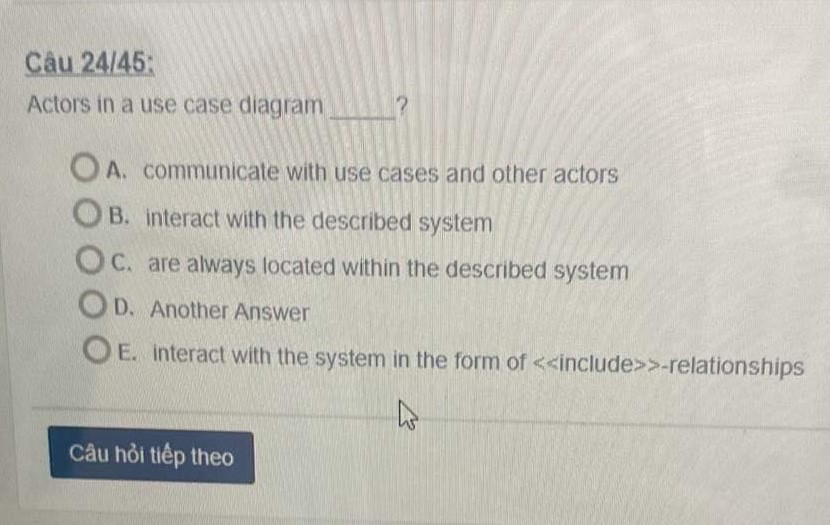 Câu 24/45:
Actors in a use case diagram ______?
A. communicate with use cases and other actors
B. interact with the described system
C. are always located within the described system
D. Another Answer
E. interact with the system in the form of <<include>>-relationships
Câu hỏi tiếp theo